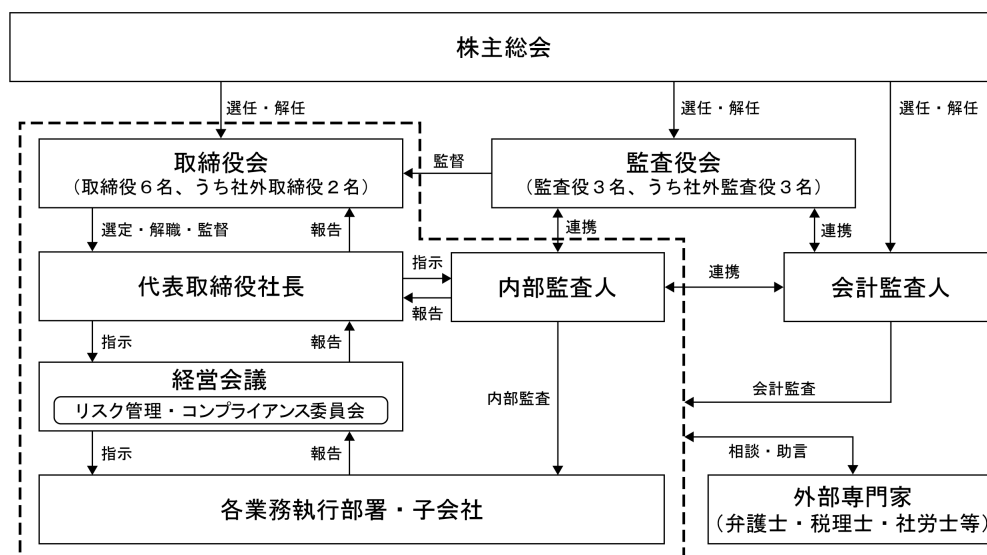 株主総会
選任・解任
選任・解任
選任・解任
取締役会
(取締役6名、うち社外取締役2名)
監督
監査役会
(監査役3名、うち社外監査役3名)
選定・解職・監督
報告
連携
連携
代表取締役社長
指示
報告
内部監査人
連携
会計監査人
指示
報告
経営会議
リスク管理・コンプライアンス委員会
内部監査
会計監査
指示
報告
相談・助言
各業務執行部署・子会社
外部専門家
(弁護士・税理士・社労士等)